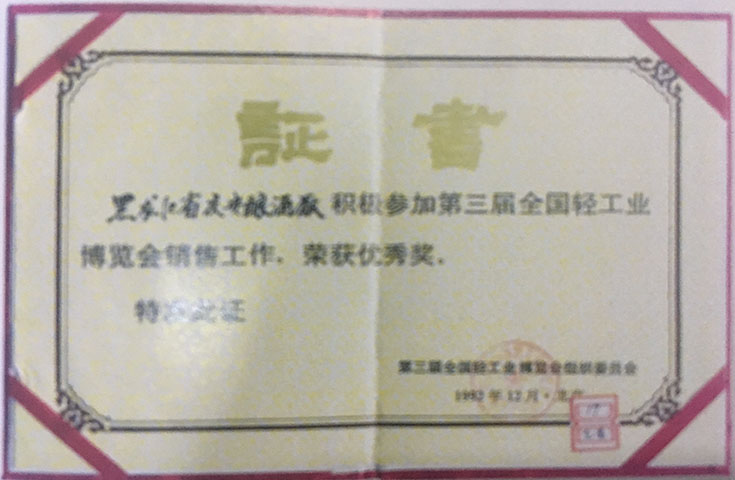 証書
黑龙江省庆安酿酒厰积极参加第三届全国轻工业
博览会销售工作，荣获优秀奖．
特发此证
第三届全国轻工业博览会组织委员会
1992年12月·北京